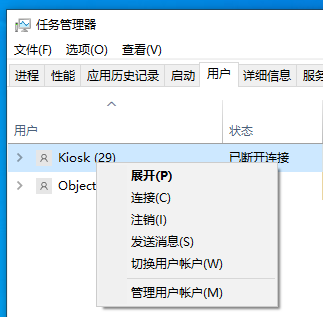 任务管理器
文件(F) 选项(O) 查看(V)
进程 性能 应用历史记录 启动 用户 详细信息 服务
用户 状态
Kiosk (29) 已断开连接
Object
展开(P)
连接(C)
注销(I)
发送消息(S)
切换用户帐户(W)
管理用户帐户(M)